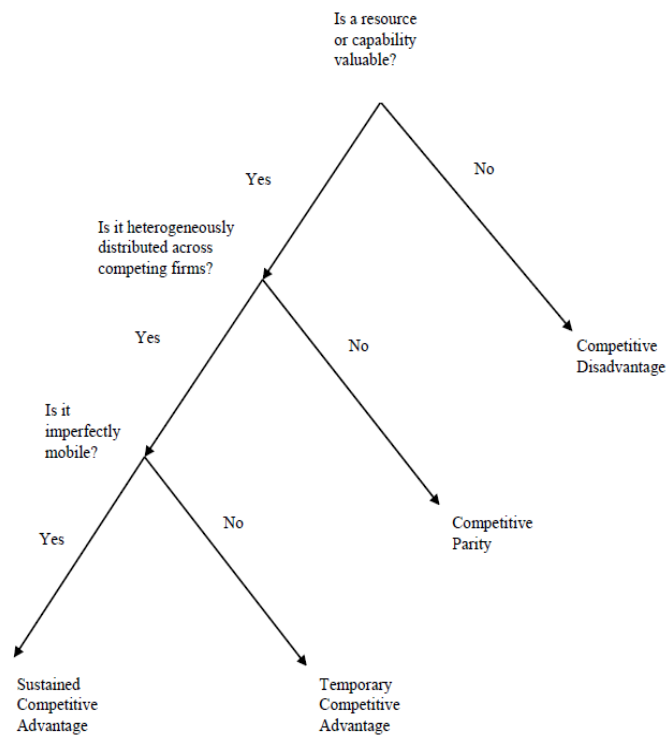 Is a resource
or capability
valuable?
Yes
No
Is it heterogeneously
distributed across
competing firms?
Yes
No
Competitive
Disadvantage
Is it
imperfectly
mobile?
Yes
No
Competitive
Parity
Sustained
Competitive
Advantage
Temporary
Competitive
Advantage